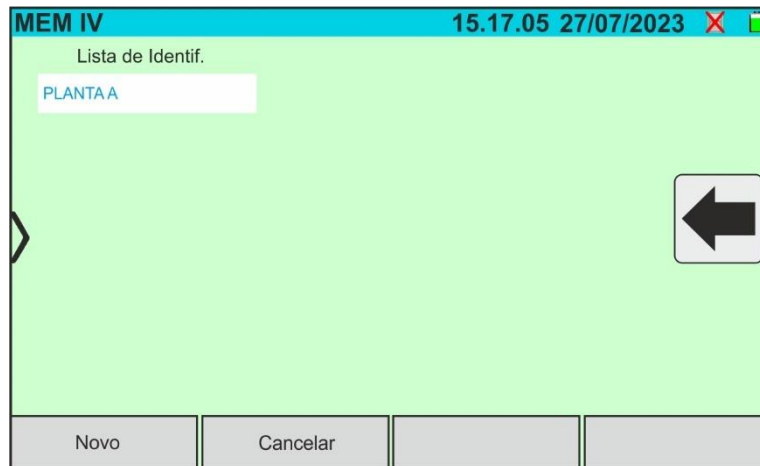 MEM IV 15.17.05 27/07/2023
Lista de Identif.
PLANTA A
Novo Cancelar